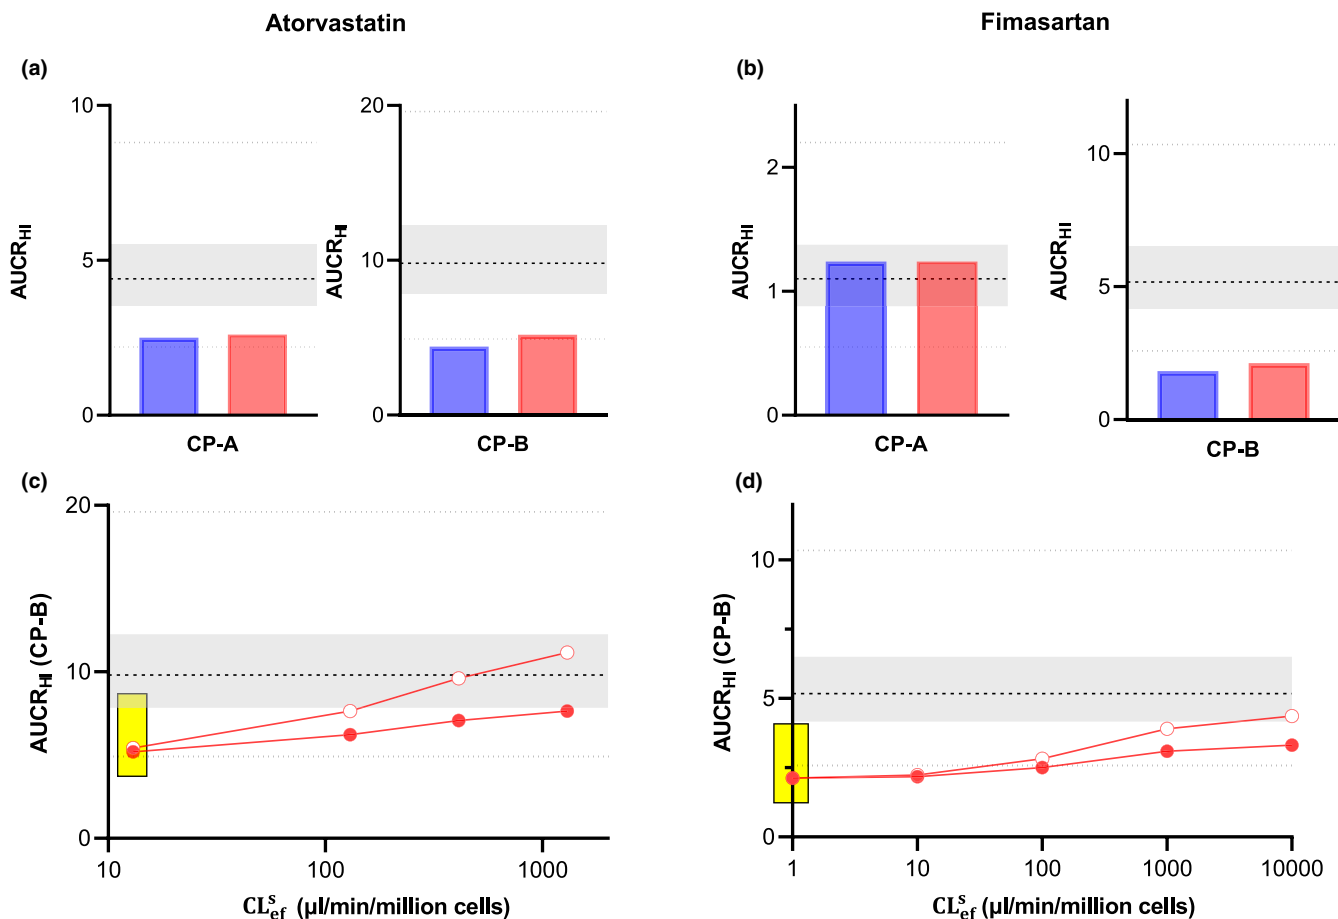 Atorvastatin
Fimasartan
(a)
10
5
0
AUCR_HI
CP-A
20
10
0
AUCR_HI
CP-B
(b)
2
1
0
AUCR_HI
CP-A
10
5
0
AUCR_HI
CP-B
(c)
20
10
0
AUCR_HI (CP-B)
10 100 1000
CL^s_ef (µl/min/million cells)
(d)
10
5
0
AUCR_HI (CP-B)
1 10 100 1000 10000
CL^s_ef (µl/min/million cells)